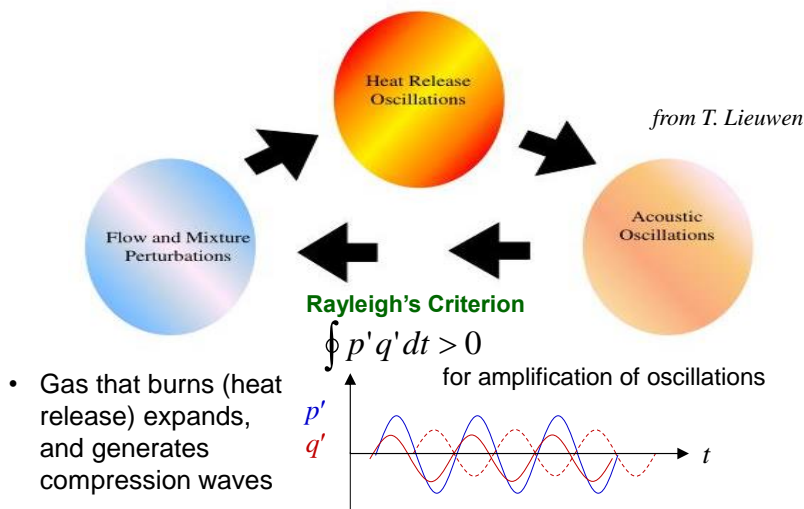 Heat Release
Oscillations
from T. Lieuwen
Flow and Mixture
Perturbations
Acoustic
Oscillations
Rayleigh's Criterion
∮ p'q'dt > 0
for amplification of oscillations
• Gas that burns (heat
release) expands,
and generates
compression waves
p′
q′
t